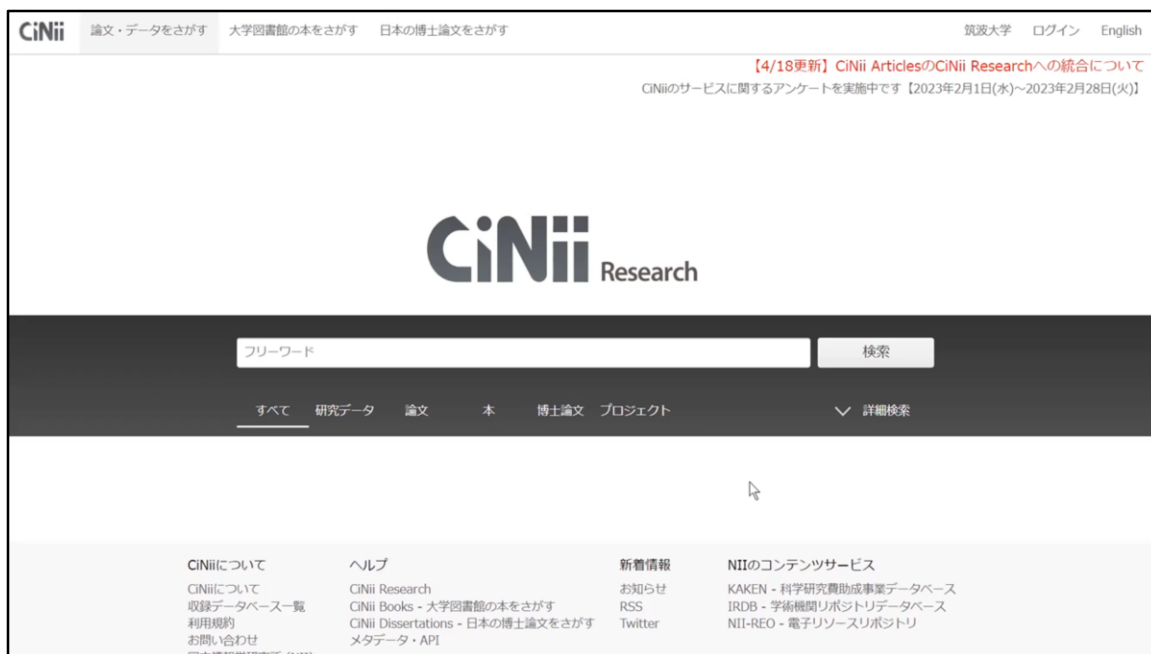 CiNii 論文・データをさがす 大学図書館の本をさがす 日本の博士論文をさがす 筑波大学 ログイン English
【4/18更新】CiNii ArticlesのCiNii Researchへの統合について
CiNiiのサービスに関するアンケートを実施中です【2023年2月1日(水)～2023年2月28日(火)】
CiNii Research
フリーワード 検索
すべて 研究データ 論文 本 博士論文 プロジェクト 詳細検索
CiNiiについて ヘルプ 新着情報 NIIのコンテンツサービス
CiNiiについて CiNii Research お知らせ KAKEN - 科学研究費助成事業データベース
収録データベース一覧 CiNii Books - 大学図書館の本をさがす RSS IRDB - 学術機関リポジトリデータベース
利用規約 CiNii Dissertations - 日本の博士論文をさがす Twitter NII-REO - 電子リソースリポジトリ
お問い合わせ メタデータ・API